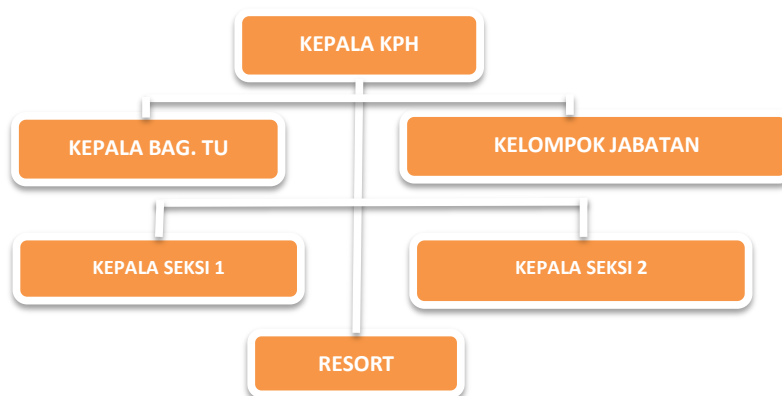 KEPALA KPH
KEPALA BAG. TU
KELOMPOK JABATAN
KEPALA SEKSI 1
KEPALA SEKSI 2
RESORT